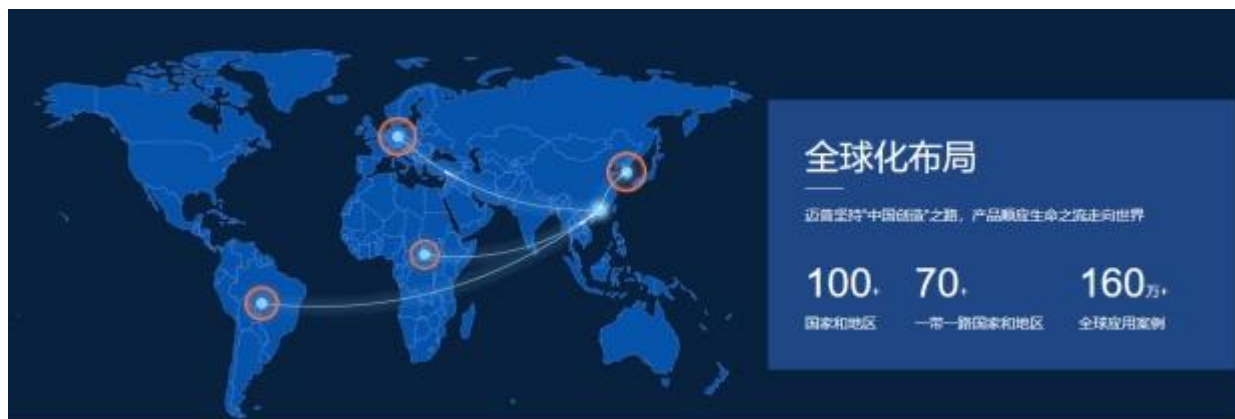 全球化布局
迈普坚持“中国创造”之路，产品顺应生命之流走向世界
100+ 70+ 160万+
国家和地区 一带一路国家和地区 全球应用案例